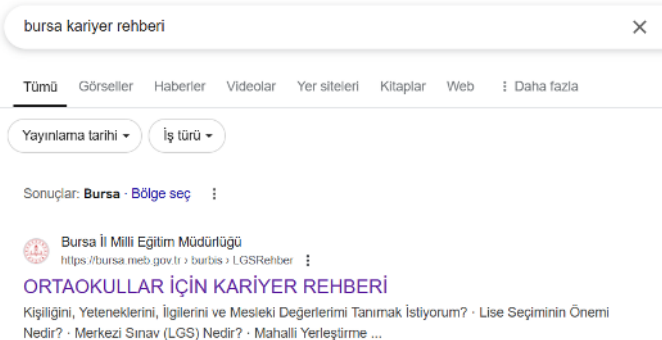 bursa kariyer rehberi
Tümü Görseller Haberler Videolar Yer siteleri Kitaplar Web Daha fazla
Yayınlama tarihi İş türü
Sonuçlar: Bursa · Bölge seç
Bursa İl Milli Eğitim Müdürlüğü
https://bursa.meb.gov.tr › burbis › LGSRehber
ORTAOKULLAR İÇİN KARİYER REHBERİ
Kişiliğini, Yeteneklerini, İlgilerini ve Mesleki Değerlerimi Tanımak İstiyorum? · Lise Seçiminin Önemi
Nedir? · Merkezi Sınav (LGS) Nedir? · Mahalli Yerleştirme ...